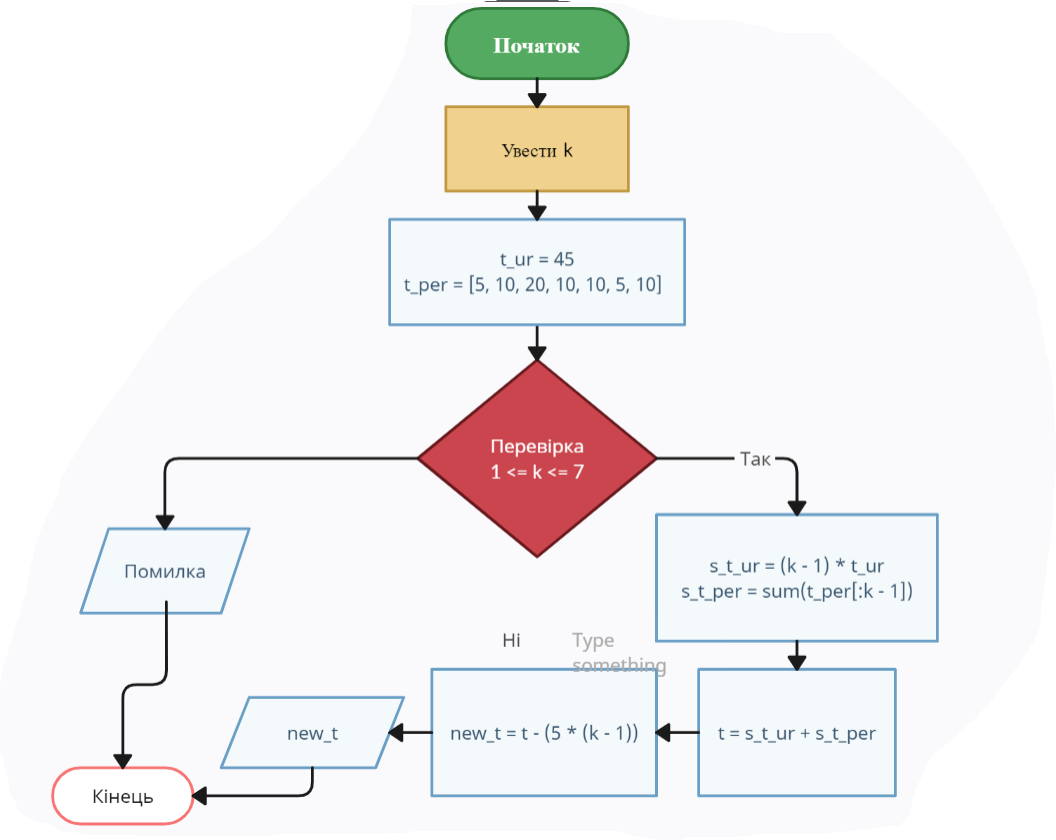 Початок
Увести k
t_ur = 45
t_per = [5, 10, 20, 10, 10, 5, 10]
Перевірка
1 <= k <= 7
Так
Помилка
s_t_ur = (k - 1) * t_ur
s_t_per = sum(t_per[:k - 1])
Ні
Type
something
new_t
new_t = t - (5 * (k - 1))
t = s_t_ur + s_t_per
Кінець